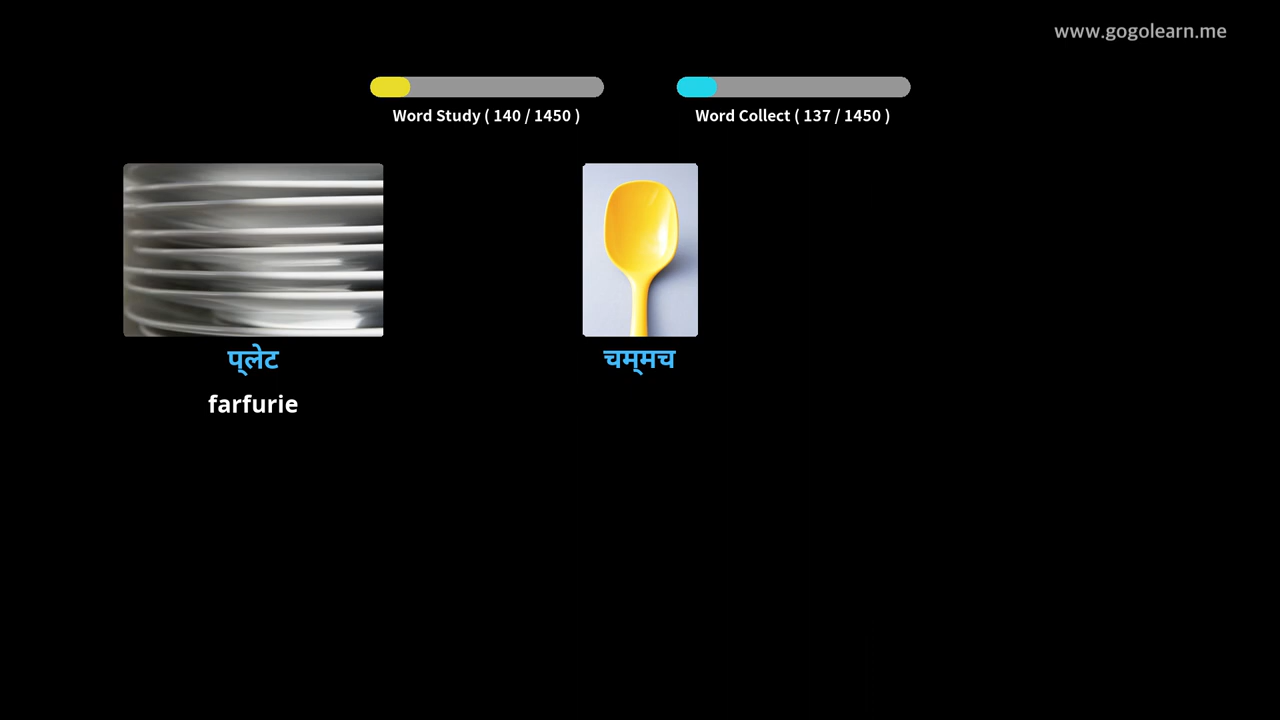 www.gogolearn.me
Word Study ( 140 / 1450 )
Word Collect ( 137 / 1450 )
प्लेट
चम्मच
farfurie